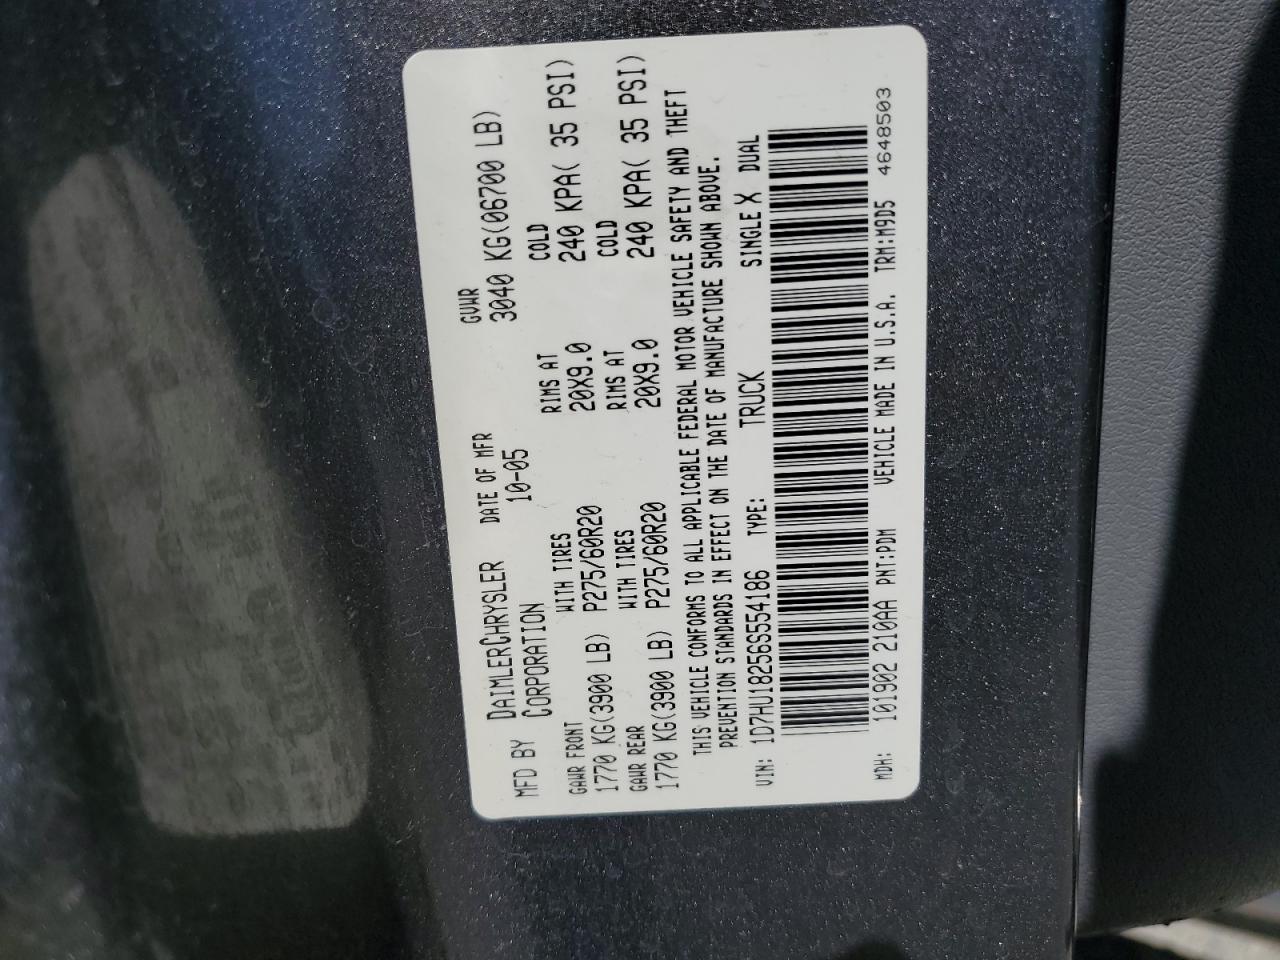 MFD BY DAIMLERCHRYSLER CORPORATION DATE OF MFR 10-05 GVWR 3040 KG(06700 LB)
GAWR FRONT WITH TIRES RIMS AT COLD
1770 KG(3900 LB) P275/60R20 20X9.0 240 KPA( 35 PSI)
GAWR REAR WITH TIRES RIMS AT COLD
1770 KG(3900 LB) P275/60R20 20X9.0 240 KPA( 35 PSI)
THIS VEHICLE CONFORMS TO ALL APPLICABLE FEDERAL MOTOR VEHICLE SAFETY AND THEFT
PREVENTION STANDARDS IN EFFECT ON THE DATE OF MANUFACTURE SHOWN ABOVE.
VIN: 1D7HU18256S554186 TYPE: TRUCK SINGLE X DUAL
MDH: 101902 210AA PNT:PDM VEHICLE MADE IN U.S.A. TRM:M9D5 4648503